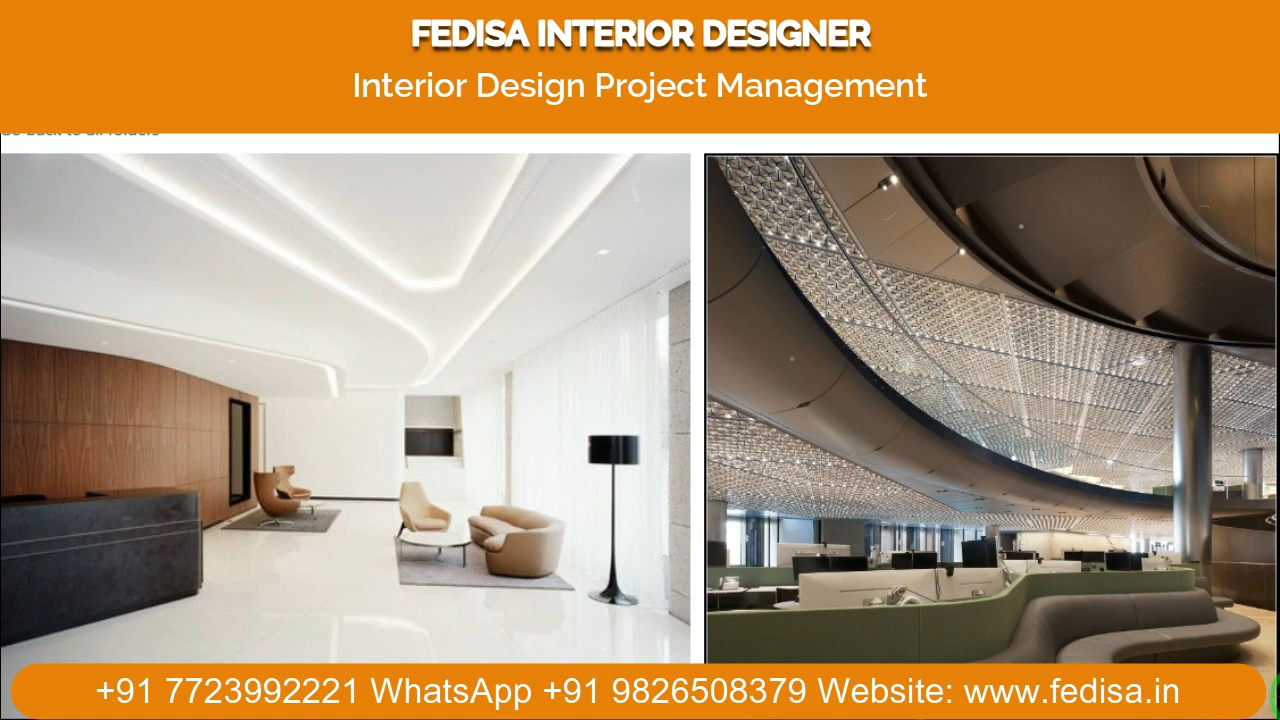 FEDISA INTERIOR DESIGNER
Interior Design Project Management
+91 7723992221 WhatsApp +91 9826508379 Website: www.fedisa.in